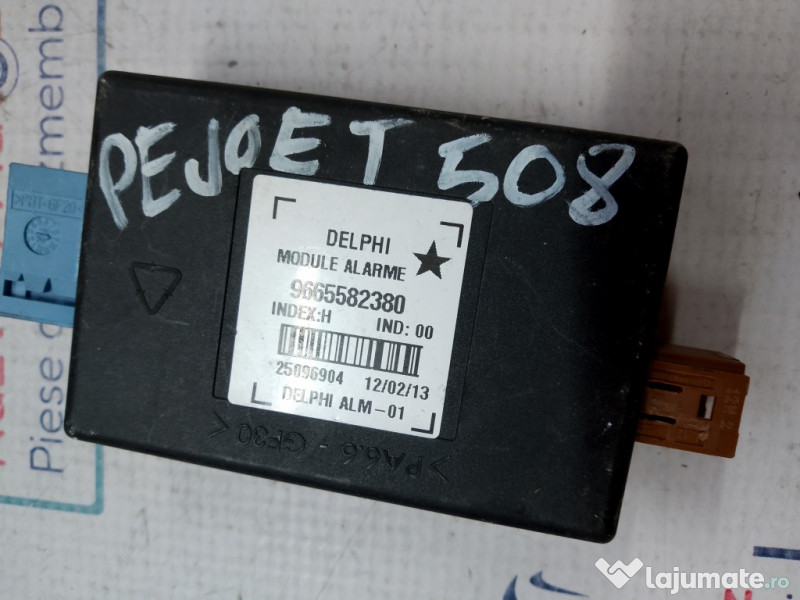 PEJOET 508
DELPHI
MODULE ALARME
9665582380
INDEX:H IND: 00
25096904 12/02/13
DELPHI ALM-01
>PA6.6 - GF30<
Piese d
memb
lajumate.ro